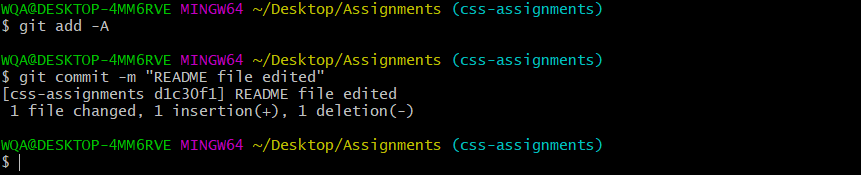 WQA@DESKTOP-4MM6RVE MINGW64 ~/Desktop/Assignments (css-assignments)
$ git add -A
WQA@DESKTOP-4MM6RVE MINGW64 ~/Desktop/Assignments (css-assignments)
$ git commit -m "README file edited"
[css-assignments d1c30f1] README file edited
 1 file changed, 1 insertion(+), 1 deletion(-)
WQA@DESKTOP-4MM6RVE MINGW64 ~/Desktop/Assignments (css-assignments)
$